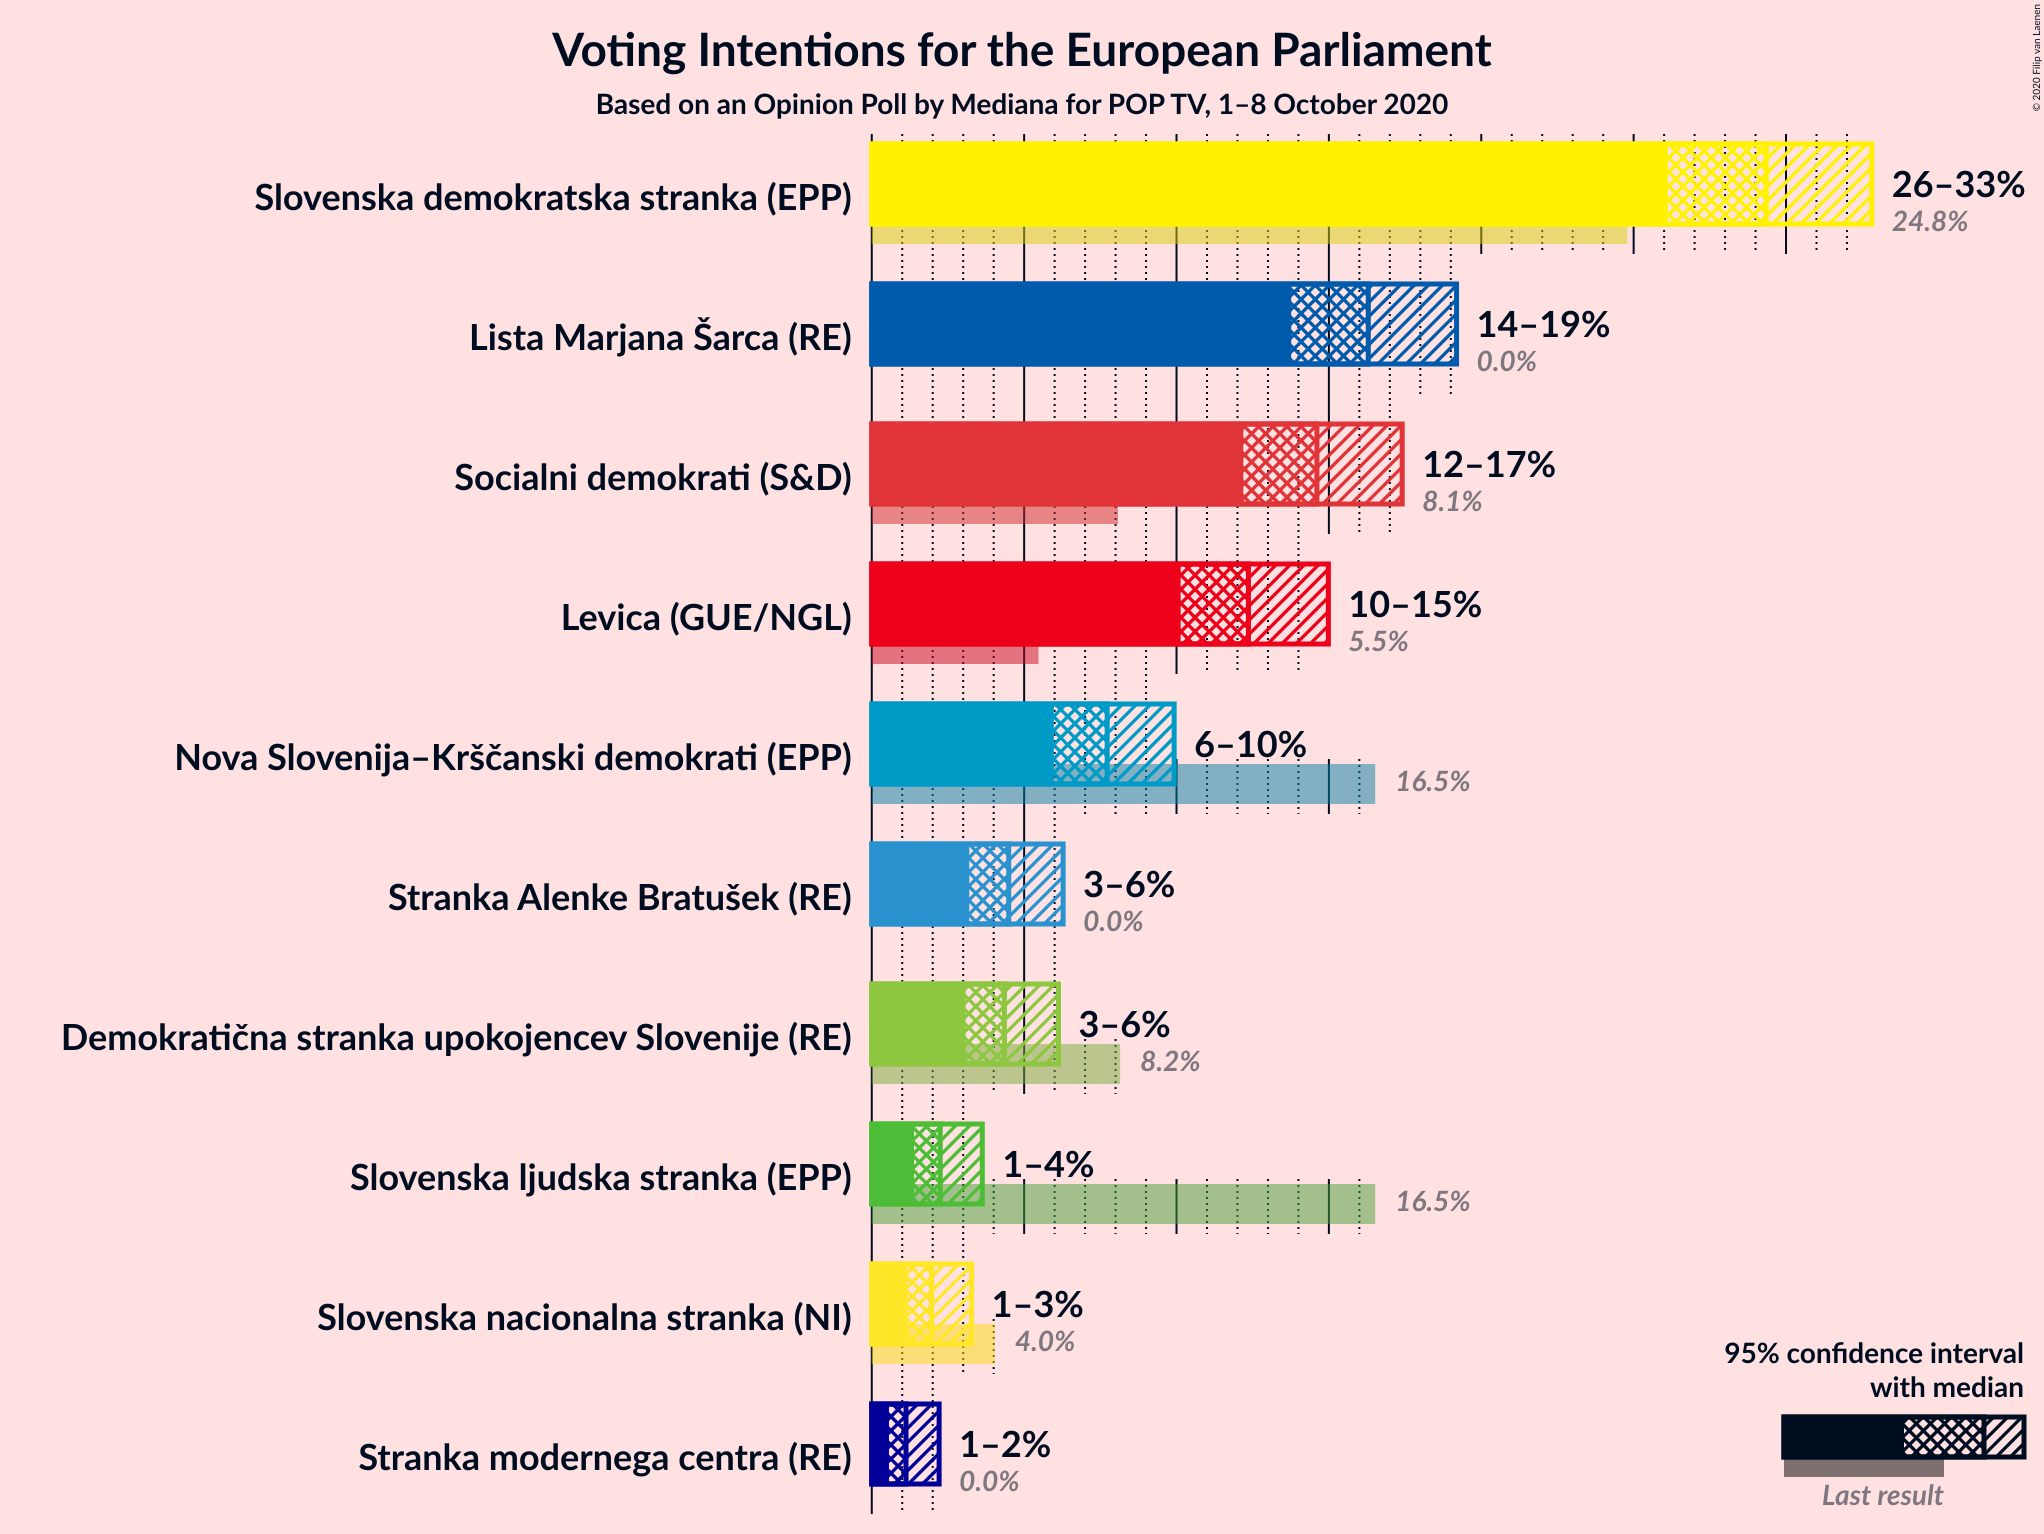 Voting Intentions for the European Parliament
Based on an Opinion Poll by Mediana for POP TV, 1–8 October 2020
© 2020 Filip van Laenen
Slovenska demokratska stranka (EPP)
26–33%
24.8%
Lista Marjana Šarca (RE)
14–19%
0.0%
Socialni demokrati (S&D)
12–17%
8.1%
Levica (GUE/NGL)
10–15%
5.5%
Nova Slovenija–Krščanski demokrati (EPP)
6–10%
16.5%
Stranka Alenke Bratušek (RE)
3–6%
0.0%
Demokratična stranka upokojencev Slovenije (RE)
3–6%
8.2%
Slovenska ljudska stranka (EPP)
1–4%
16.5%
Slovenska nacionalna stranka (NI)
1–3%
4.0%
Stranka modernega centra (RE)
1–2%
0.0%
95% confidence interval
with median
Last result